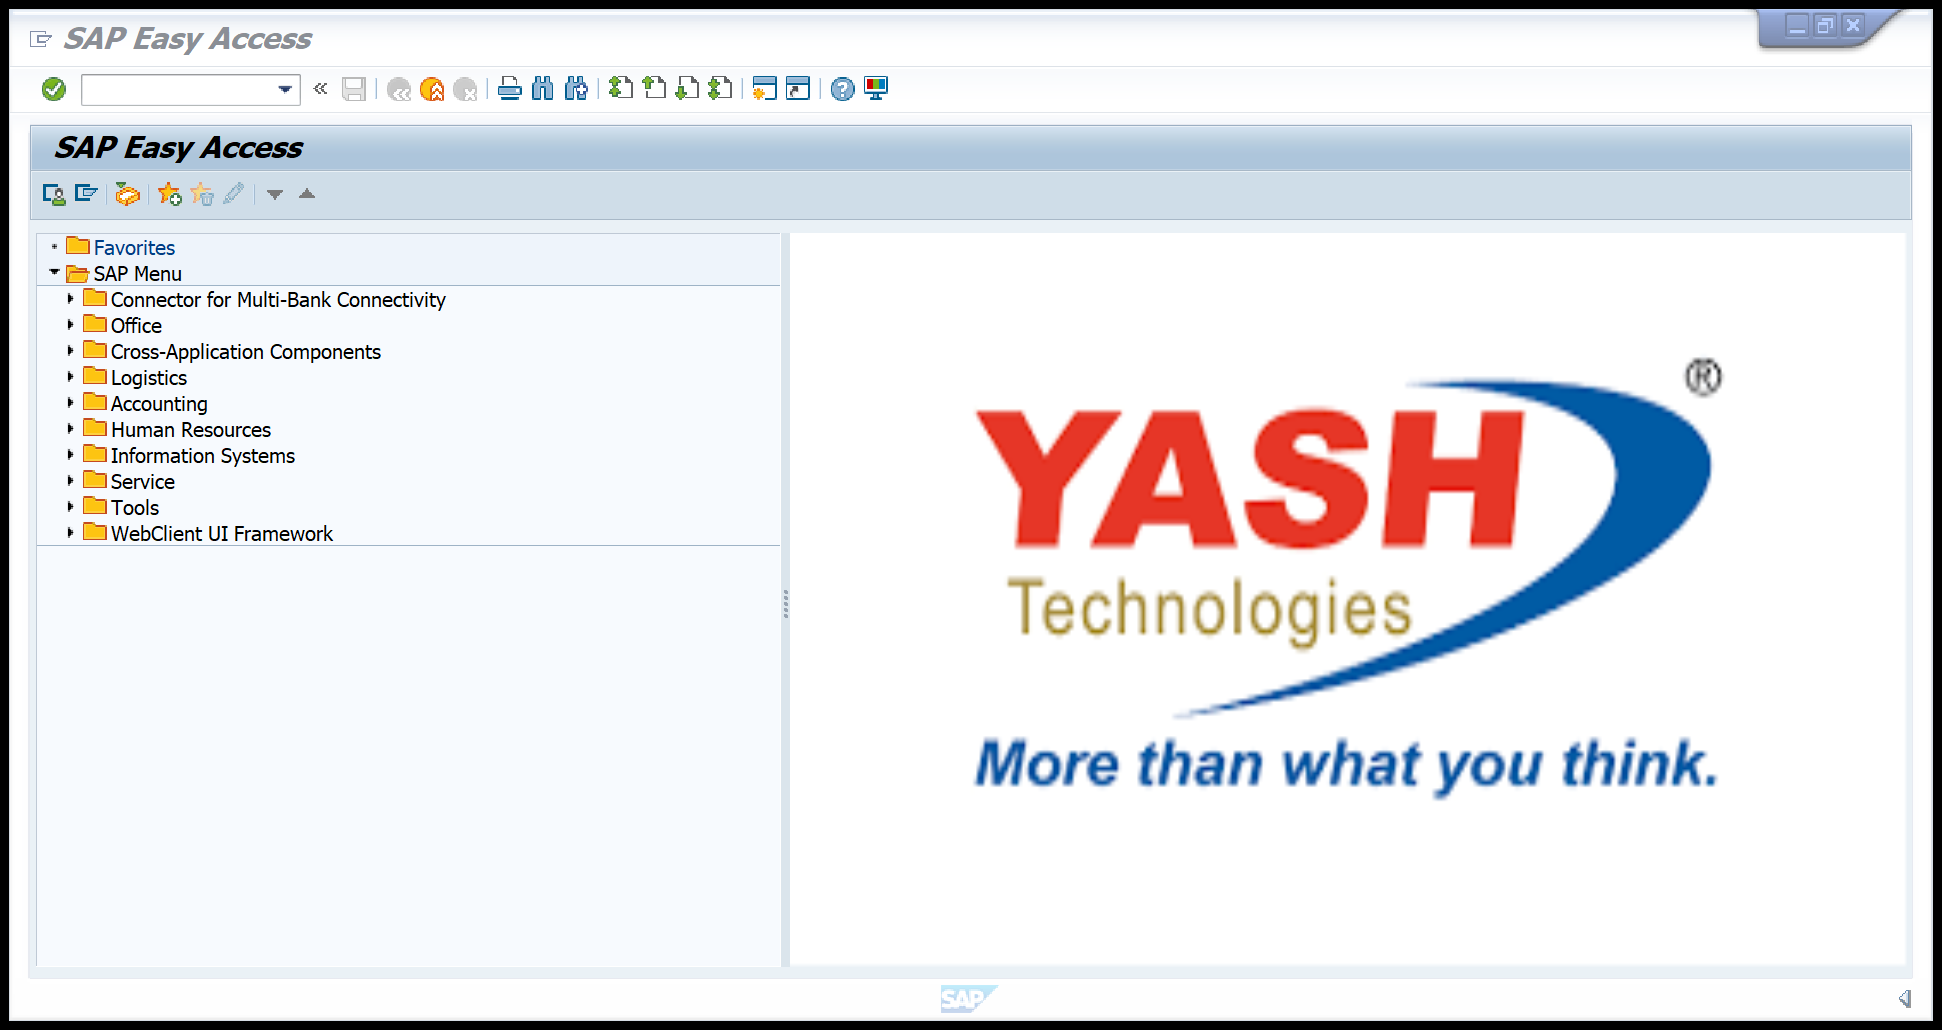 SAP Easy Access
SAP Easy Access
Favorites
SAP Menu
Connector for Multi-Bank Connectivity
Office
Cross-Application Components
Logistics
Accounting
Human Resources
Information Systems
Service
Tools
WebClient UI Framework
®
YASH
Technologies
More than what you think.
SAP